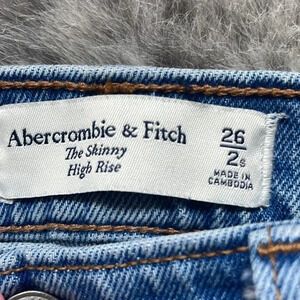 Abercrombie & Fitch
The Skinny
High Rise
26
2s
MADE IN
CAMBODIA